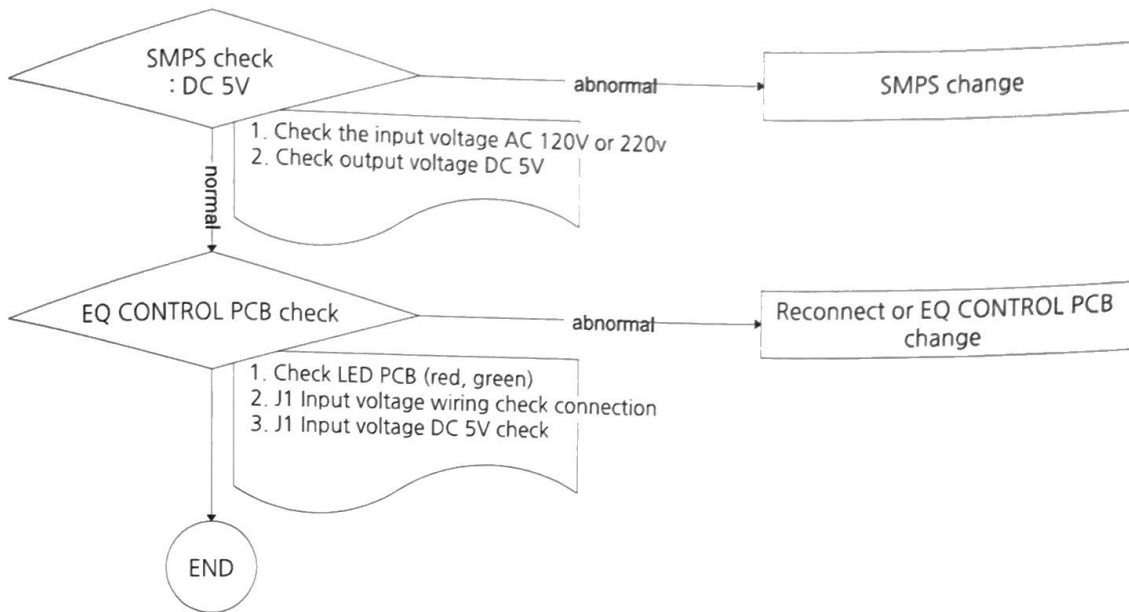 SMPS check
: DC 5V
abnormal
SMPS change
1. Check the input voltage AC 120V or 220v
2. Check output voltage DC 5V
normal
EQ CONTROL PCB check
abnormal
Reconnect or EQ CONTROL PCB
change
1. Check LED PCB (red, green)
2. J1 Input voltage wiring check connection
3. J1 Input voltage DC 5V check
END